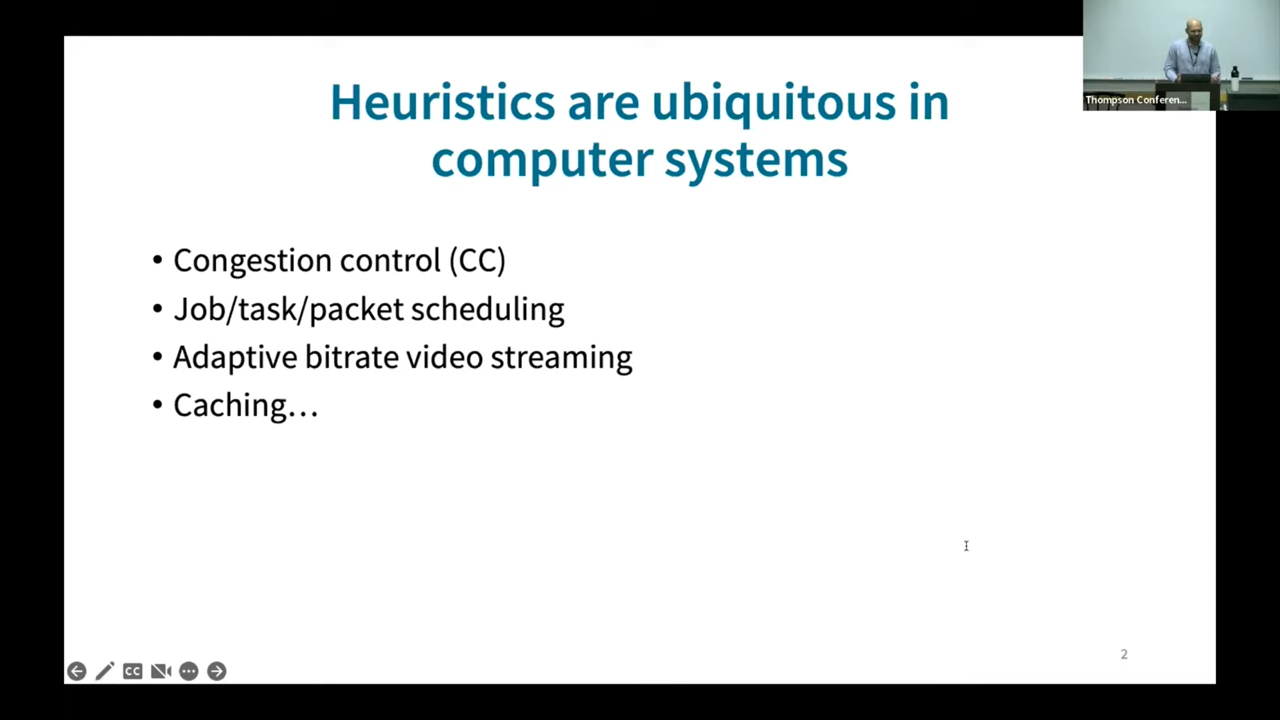 Heuristics are ubiquitous in
computer systems
• Congestion control (CC)
• Job/task/packet scheduling
• Adaptive bitrate video streaming
• Caching…
Thompson Conferen...
CC
2